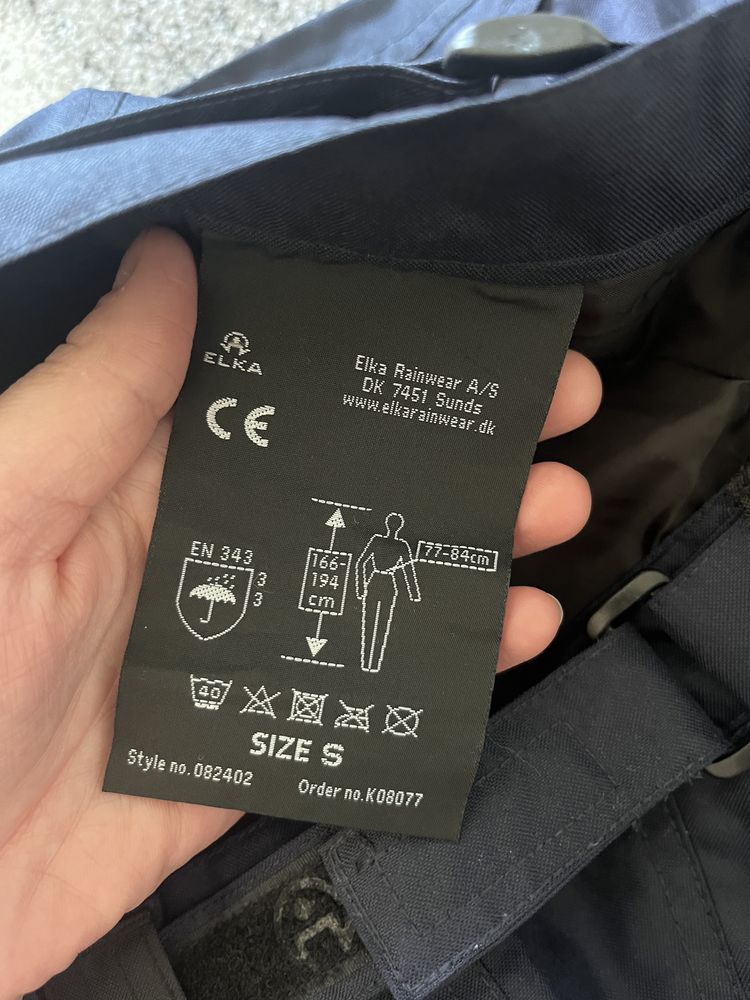 ELKA
Elka Rainwear A/S
DK 7451 Sunds
www.elkarainwear.dk
CE
EN 343
3
3
166-
194
cm
77-84cm
40
SIZE S
Style no. 082402
Order no. K08077